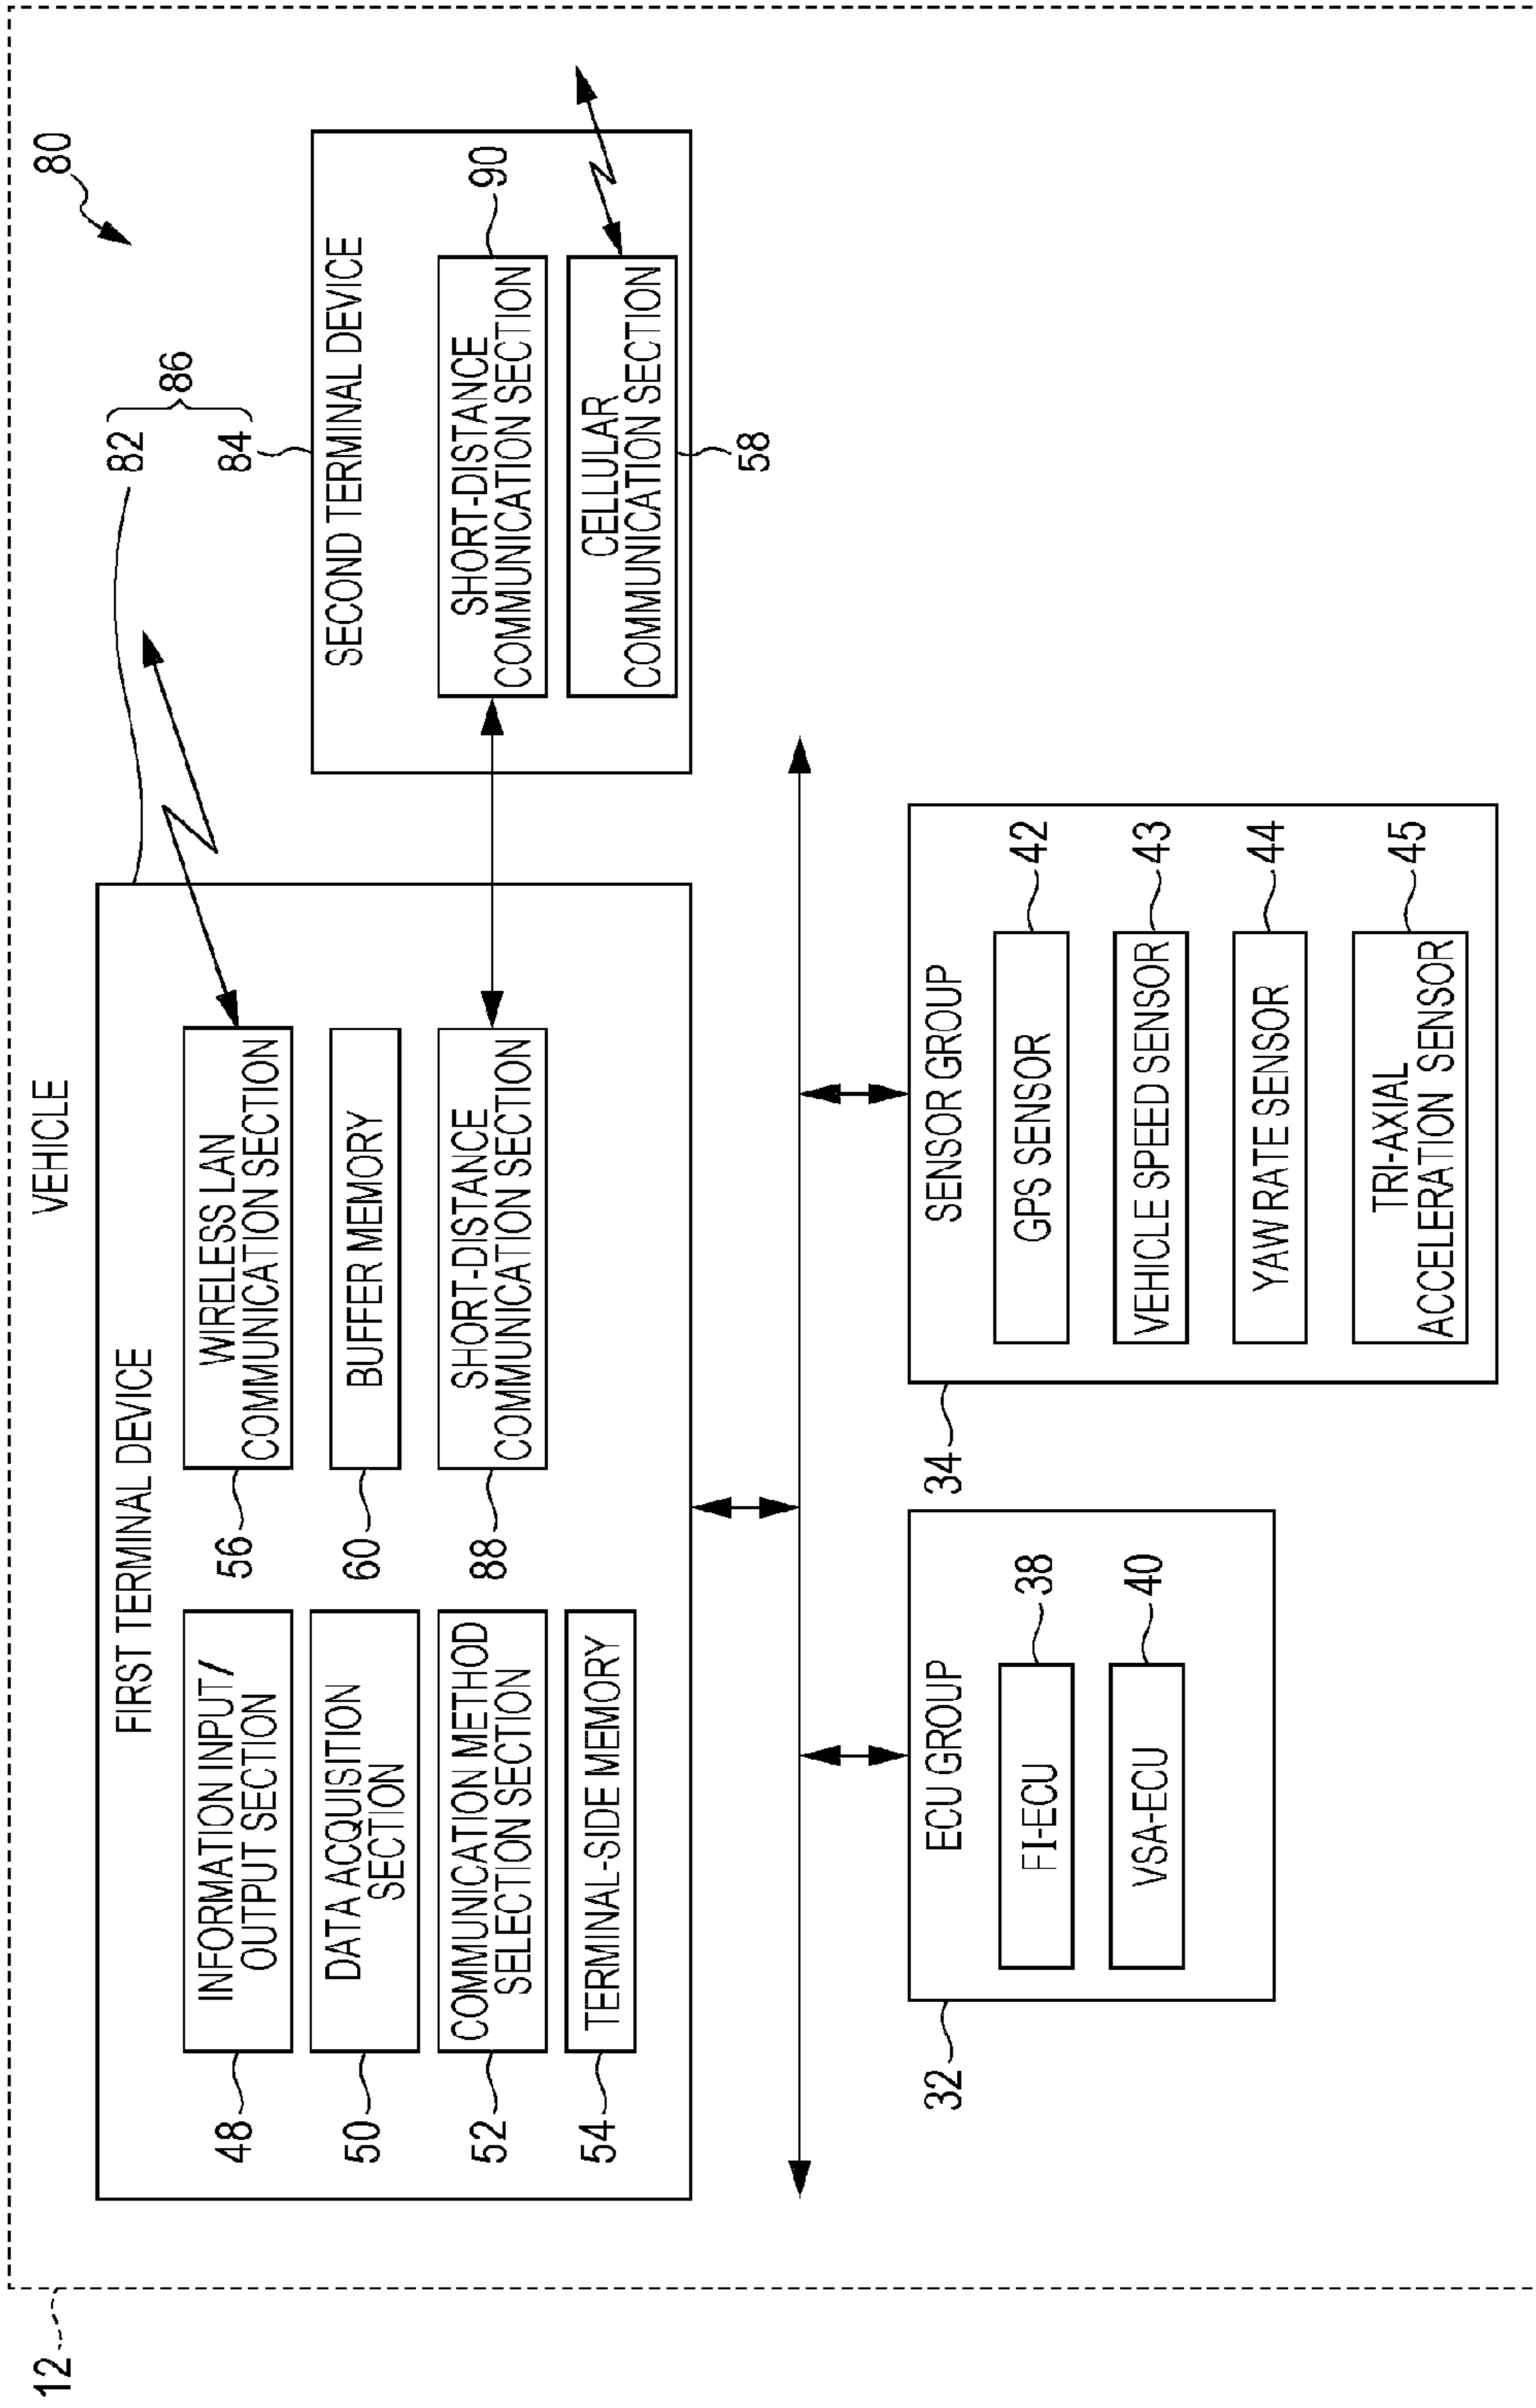 12
VEHICLE
80
FIRST TERMINAL DEVICE
82
84
86
48
INFORMATION INPUT/
OUTPUT SECTION
50
DATA ACQUISITION
SECTION
52
COMMUNICATION METHOD
SELECTION SECTION
54
TERMINAL-SIDE MEMORY
56
WIRELESS LAN
COMMUNICATION SECTION
60
BUFFER MEMORY
88
SHORT-DISTANCE
COMMUNICATION SECTION
SECOND TERMINAL DEVICE
SHORT-DISTANCE
COMMUNICATION SECTION
90
CELLULAR
COMMUNICATION SECTION
58
32
ECU GROUP
FI-ECU
38
VSA-ECU
40
34
SENSOR GROUP
GPS SENSOR
42
VEHICLE SPEED SENSOR
43
YAW RATE SENSOR
44
TRI-AXIAL
ACCELERATION SENSOR
45